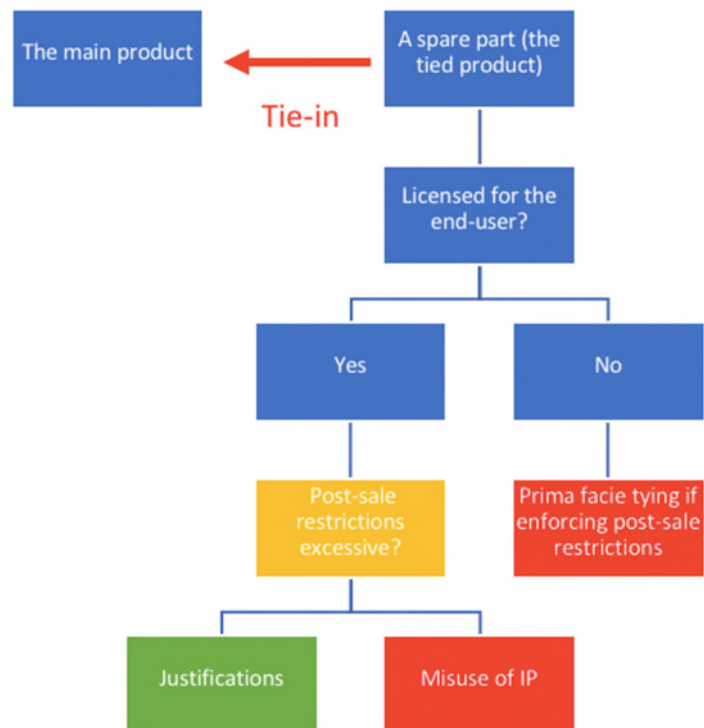 The main product
A spare part (the
tied product)
Tie-in
Licensed for the
end-user?
Yes
No
Post-sale
restrictions
excessive?
Prima facie tying if
enforcing post-sale
restrictions
Justifications
Misuse of IP